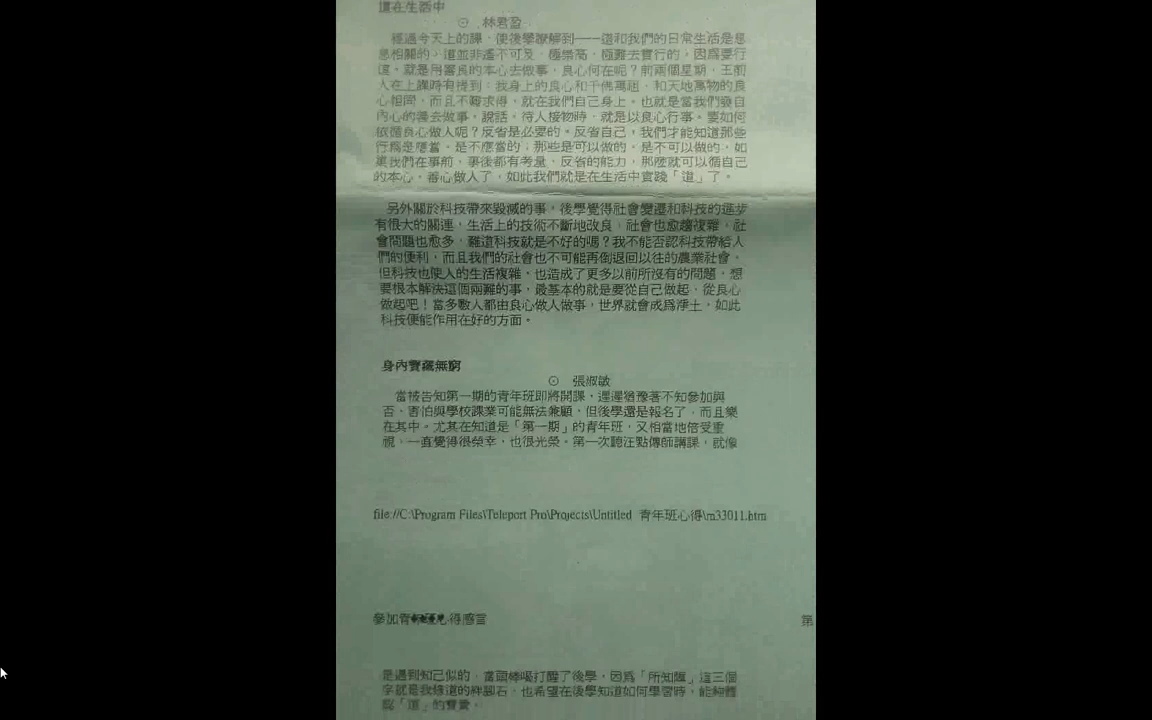 道在生活中
⊙ 林君盈
經過今天上的課，使後學瞭解到──道和我們的日常生活是息
息相關的，道並非遙不可及，極崇高，極難去實行的，因為要行
道，就是用善良的本心去做事，良心何在呢？前兩個星期，王前
人在上課時有提到：我身上的良心和千佛萬祖，和天地萬物的良
心相同，而且不需求得，就在我們自己身上。也就是當我們發自
內心的善去做事，說話，待人接物時，就是以良心行事。要如何
依循良心做人呢？反省是必要的。反省自己，我們才能知道那些
行為是應當，是不應當的；那些是可以做的，是不可以做的，如
果我們在事前，事後都有考量，反省的能力，那麼就可以循自己
的本心，善心做人了，如此我們就是在生活中實踐「道」了。
另外關於科技帶來毀滅的事，後學覺得社會變遷和科技的進步
有很大的關連，生活上的技術不斷地改良，社會也愈趨複雜，社
會問題也愈多，難道科技就是不好的嗎？我不能否認科技帶給人
們的便利，而且我們的社會也不可能再倒退回以往的農業社會，
但科技也使人的生活複雜，也造成了更多以前所沒有的問題，想
要根本解決這個兩難的事，最基本的就是要從自己做起，從良心
做起吧！當多數人都由良心做人做事，世界就會成為淨土，如此
科技便能作用在好的方面。
身內寶藏無窮
⊙ 張淑敏
當被告知第一期的青年班即將開課，遲遲猶豫著不知參加與
否、害怕與學校課業可能無法兼顧，但後學還是報名了，而且樂
在其中。尤其在知道是「第一期」的青年班，又相當地倍受重
視，一直覺得很榮幸，也很光榮。第一次聽汪點傳師講課，就像
file://C:\Program Files\Teleport Pro\Projects\Untitled 青年班心得\m33011.htm
參加青年班心得感言
第
是遇到知己似的，當頭棒喝打醒了後學，因為「所知障」這三個
字就是我修道的絆腳石，也希望在後學知道如何學習時，能夠體
認「道」的寶貴。